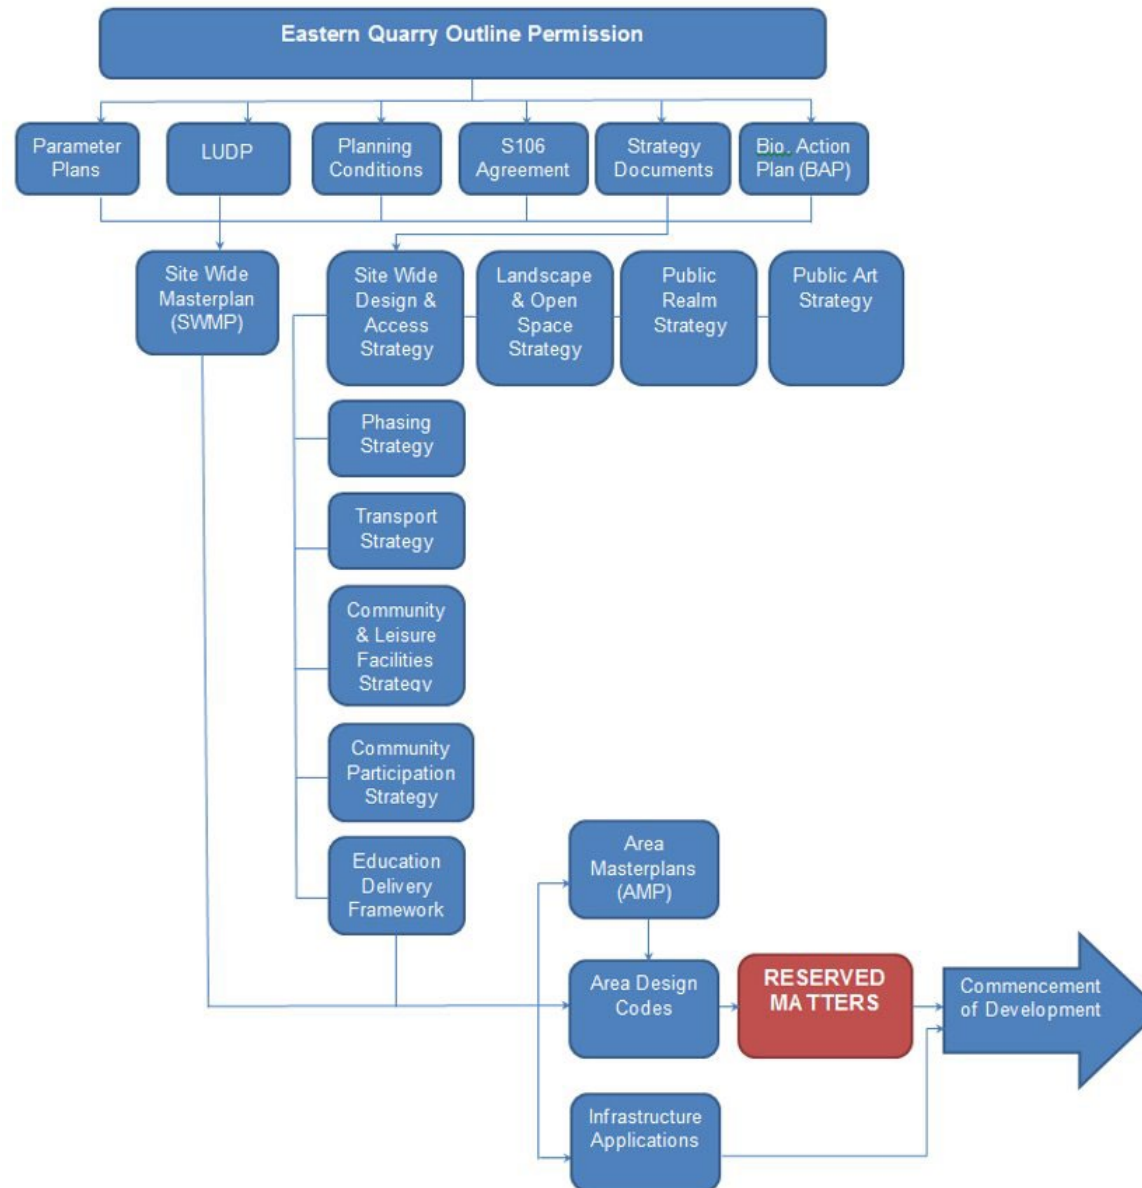 Eastern Quarry Outline Permission
Parameter
Plans
LUDP
Planning
Conditions
S106
Agreement
Strategy
Documents
Bio. Action
Plan (BAP)
Site Wide
Masterplan
(SWMP)
Site Wide
Design &
Access
Strategy
Landscape
& Open
Space
Strategy
Public
Realm
Strategy
Public Art
Strategy
Phasing
Strategy
Transport
Strategy
Community
& Leisure
Facilities
Strategy
Community
Participation
Strategy
Education
Delivery
Framework
Area
Masterplans
(AMP)
Area Design
Codes
RESERVED
MATTERS
Commencement
of Development
Infrastructure
Applications